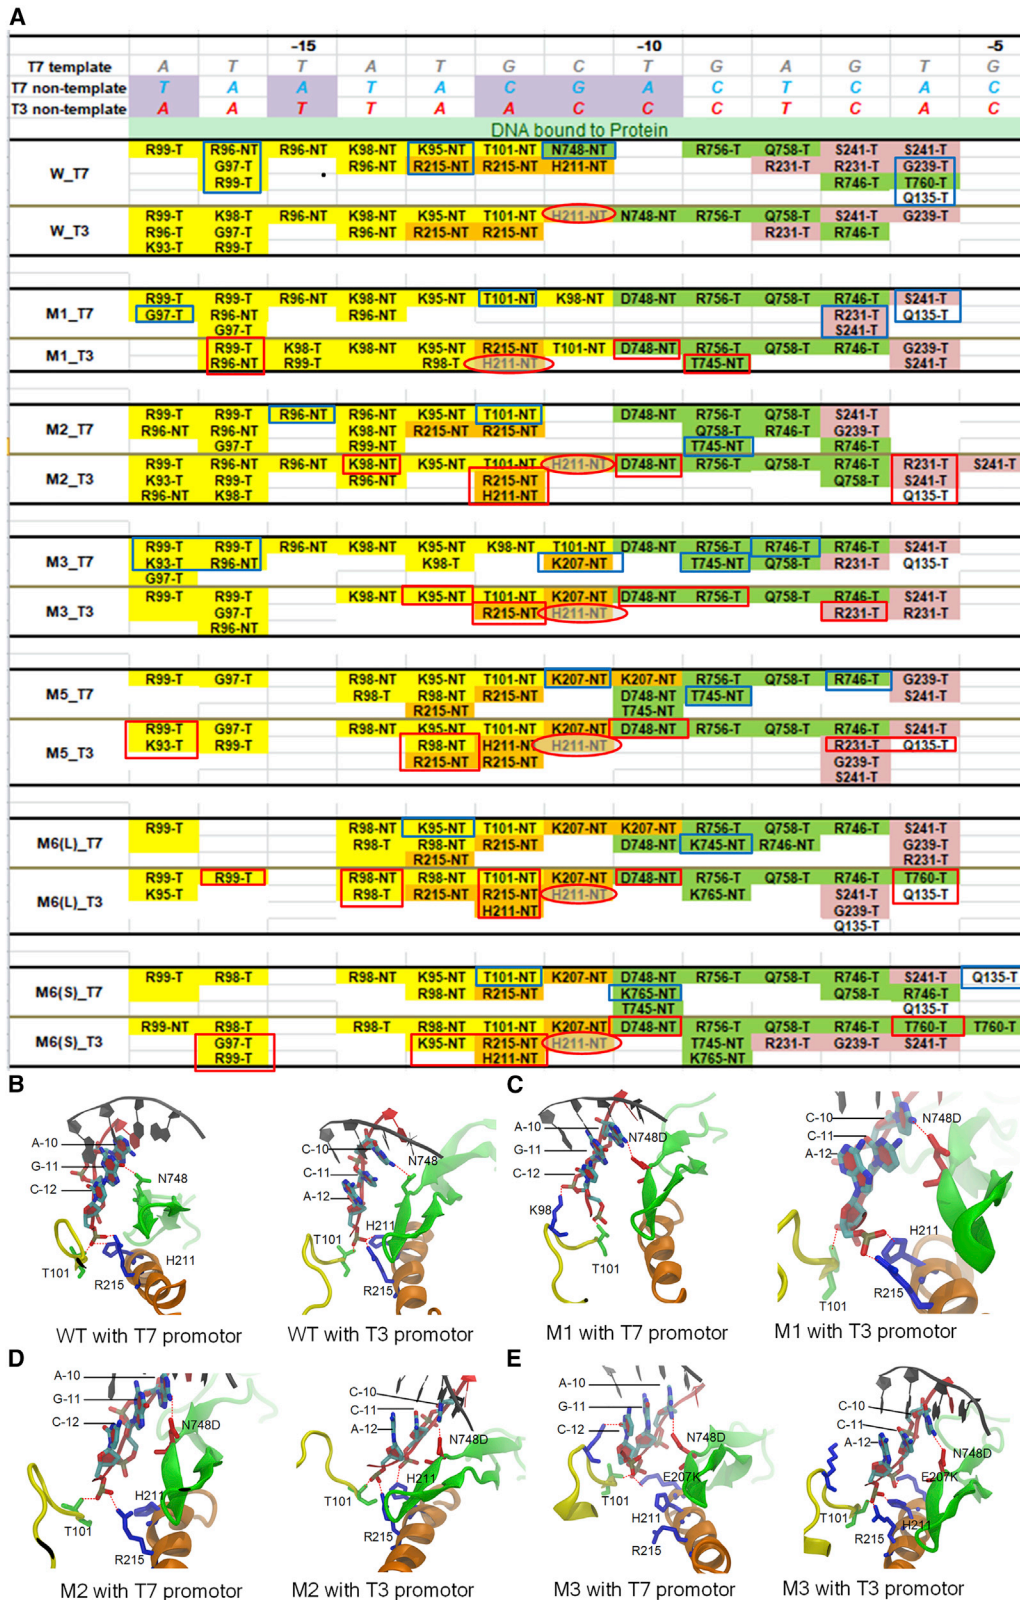 A
-15 -10 -5
T7 template A T T T A T G C T G A G T G
T7 non-template T A A T A C G A C T C A C
T3 non-template A A T T A A C C C T C A C
DNA bound to Protein
W_T7
R99-T R96-NT R96-NT K98-NT K95-NT T101-NT N748-NT R756-T Q758-T S241-T S241-T
G97-T R96-NT R215-NT R215-NT H211-NT R231-T R231-T G239-T
R99-T R746-T T760-T
Q135-T
W_T3
R99-T K98-T R96-NT K98-NT K95-NT T101-NT H211-NT N748-NT R756-T Q758-T S241-T G239-T
R96-T G97-T R96-NT R215-NT R215-NT R231-T R746-T
K93-T R99-T
M1_T7
R99-T R99-T R96-NT K98-NT K95-NT T101-NT K98-NT D748-NT R756-T Q758-T R746-T S241-T
G97-T R96-NT R96-NT R231-T Q135-T
G97-T S241-T
M1_T3
R99-T K98-T K98-NT K95-NT R215-NT T101-NT D748-NT R756-T Q758-T R746-T G239-T
R96-NT R99-T R98-T H211-NT T745-NT S241-T
M2_T7
R99-T R99-T R96-NT R96-NT K95-NT T101-NT D748-NT R756-T Q758-T S241-T
R96-NT R96-NT K98-NT R215-NT R215-NT Q758-T R746-T G239-T
G97-T R99-NT T745-NT R746-T
M2_T3
R99-T R96-NT R96-NT K98-NT K95-NT T101-NT H211-NT D748-NT R756-T Q758-T R746-T R231-T S241-T
K93-T R99-T R96-NT R215-NT Q758-T S241-T
R96-NT K98-T H211-NT Q135-T
M3_T7
R99-T R99-T R96-NT K98-NT K95-NT K98-NT T101-NT D748-NT R756-T R746-T R746-T S241-T
K93-T R96-NT K98-T K207-NT T745-NT Q758-T R231-T Q135-T
G97-T
M3_T3
R99-T R99-T K98-NT K95-NT T101-NT K207-NT D748-NT R756-T Q758-T R746-T S241-T
G97-T R215-NT H211-NT R231-T R231-T
R96-NT
M5_T7
R99-T G97-T R98-NT K95-NT T101-NT K207-NT K207-NT R756-T Q758-T R746-T G239-T
R98-T R98-NT R215-NT D748-NT T745-NT S241-T
R215-NT T745-NT
M5_T3
R99-T G97-T R98-NT K95-NT T101-NT K207-NT D748-NT R756-T Q758-T R746-T S241-T
K93-T R99-T R98-NT H211-NT H211-NT R231-T Q135-T
R215-NT R215-NT G239-T
S241-T
M6(L)_T7
R99-T R98-NT K95-NT T101-NT K207-NT K207-NT R756-T Q758-T R746-T S241-T
R98-T R98-NT R215-NT D748-NT K745-NT R746-NT G239-T
R215-NT R231-T
M6(L)_T3
R99-T R99-T R98-NT R98-NT T101-NT K207-NT D748-NT R756-T Q758-T R746-T T760-T
K95-T R98-T R215-NT R215-NT H211-NT K765-NT S241-T Q135-T
H211-NT G239-T
Q135-T
M6(S)_T7
R99-T R98-T R98-NT K95-NT T101-NT K207-NT D748-NT R756-T Q758-T R746-T S241-T Q135-T
R98-NT R215-NT K765-NT Q758-T R746-T
T745-NT Q135-T
M6(S)_T3
R99-NT R98-T R98-T R98-NT T101-NT K207-NT D748-NT R756-T Q758-T R746-T T760-T T760-T
G97-T K95-NT R215-NT H211-NT T745-NT R231-T G239-T S241-T
R99-T H211-NT K765-NT
B
A-10
G-11
C-12
N748
T101
H211
R215
WT with T7 promotor
C-10
C-11
A-12
N748
H211
T101
R215
WT with T3 promotor
C
A-10
G-11
C-12
N748D
K98
T101
M1 with T7 promotor
C-10
C-11
A-12
N748D
H211
R215
T101
M1 with T3 promotor
D
A-10
G-11
C-12
N748D
H211
T101
R215
M2 with T7 promotor
C-10
C-11
A-12
N748D
H211
T101
R215
M2 with T3 promotor
E
A-10
G-11
C-12
N748D
E207K
T101
H211
R215
M3 with T7 promotor
C-10
C-11
A-12
N748D
E207K
T101
H211
R215
M3 with T3 promotor